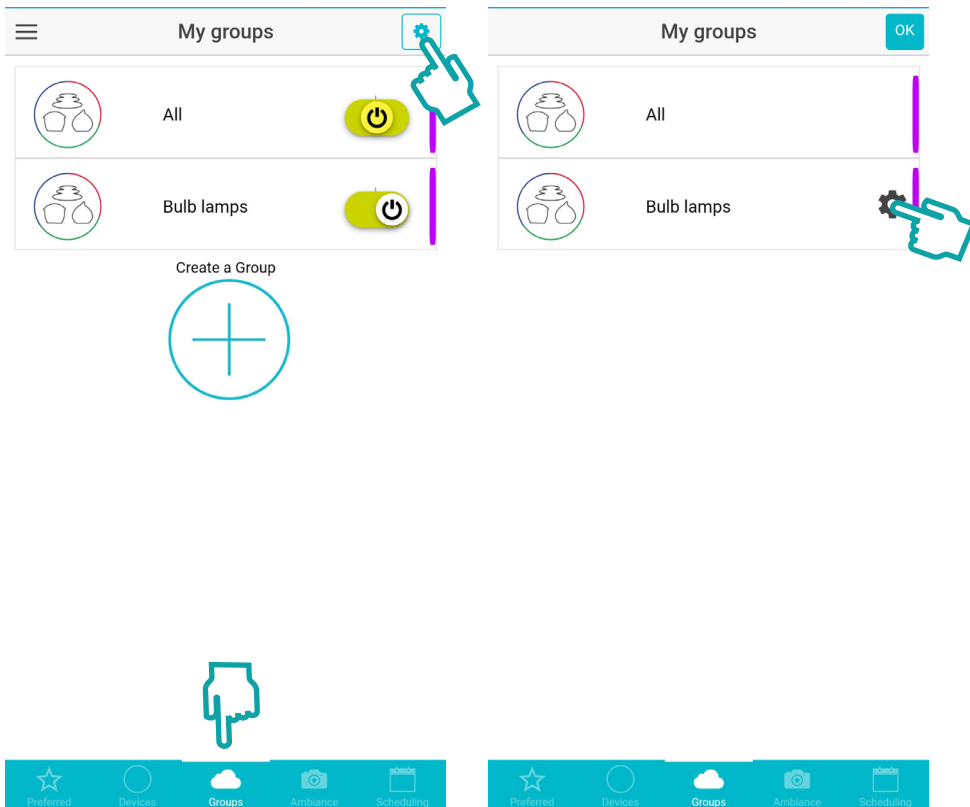 My groups
All
Bulb lamps
Create a Group
Preferred Devices Groups Ambiance Scheduling
My groups OK
All
Bulb lamps
Preferred Devices Groups Ambiance Scheduling